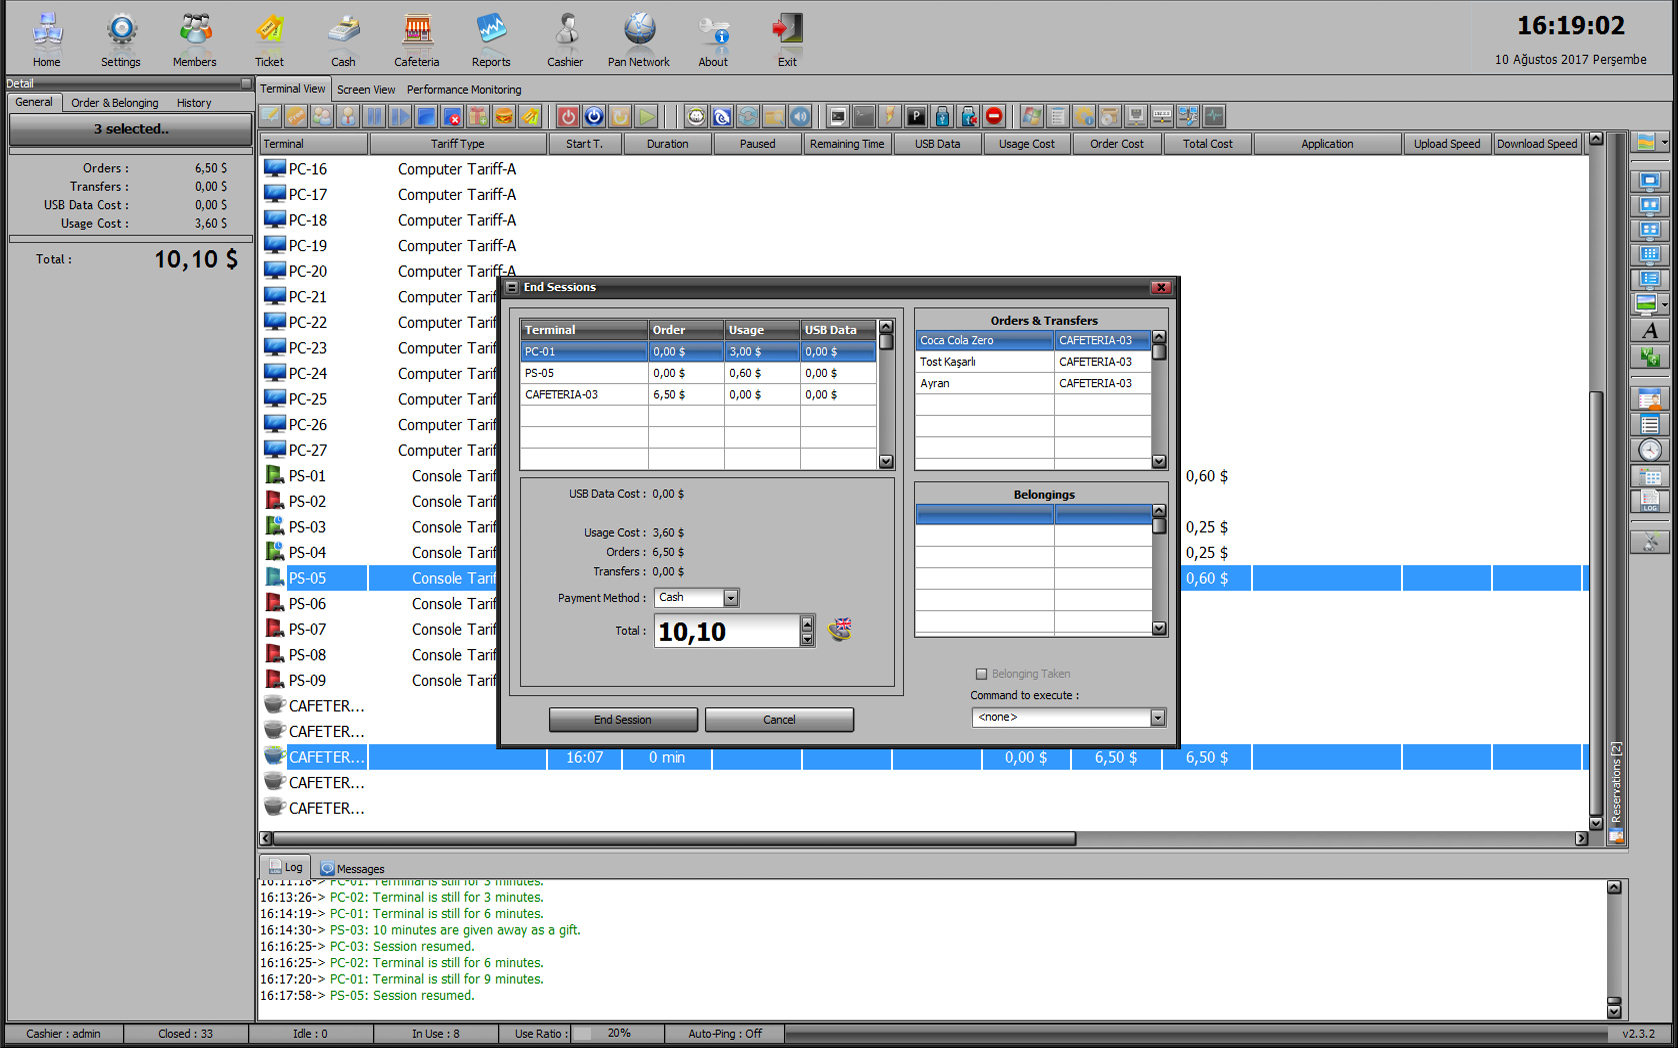 Home Settings Members Ticket Cash Cafeteria Reports Cashier Pan Network About Exit
16:19:02
10 Ağustos 2017 Perşembe
Detail
General Order & Belonging History
3 selected..
Orders : 6,50 $
Transfers : 0,00 $
USB Data Cost : 0,00 $
Usage Cost : 3,60 $
Total : 10,10 $
Terminal View Screen View Performance Monitoring
Terminal Tariff Type Start T. Duration Paused Remaining Time USB Data Usage Cost Order Cost Total Cost Application Upload Speed Download Speed
PC-16 Computer Tariff-A
PC-17 Computer Tariff-A
PC-18 Computer Tariff-A
PC-19 Computer Tariff-A
PC-20 Computer Tariff-A
PC-21 Computer Tarif
PC-22 Computer Tarif
PC-23 Computer Tarif
PC-24 Computer Tarif
PC-25 Computer Tarif
PC-26 Computer Tarif
PC-27 Computer Tarif
PS-01 Console Tarif 0,60 $
PS-02 Console Tarif
PS-03 Console Tarif 0,25 $
PS-04 Console Tarif 0,25 $
PS-05 Console Tarif 0,60 $
PS-06 Console Tarif
PS-07 Console Tarif
PS-08 Console Tarif
PS-09 Console Tarif
CAFETER...
CAFETER...
CAFETER... 16:07 0 min 0,00 $ 6,50 $ 6,50 $
CAFETER...
CAFETER...
End Sessions
Terminal Order Usage USB Data
PC-01 0,00 $ 3,00 $ 0,00 $
PS-05 0,00 $ 0,60 $ 0,00 $
CAFETERIA-03 6,50 $ 0,00 $ 0,00 $
USB Data Cost : 0,00 $
Usage Cost : 3,60 $
Orders : 6,50 $
Transfers : 0,00 $
Payment Method : Cash
Total : 10,10
End Session Cancel
Orders & Transfers
Coca Cola Zero CAFETERIA-03
Tost Kaşarlı CAFETERIA-03
Ayran CAFETERIA-03
Belongings
Belonging Taken
Command to execute :
<none>
A
LOG
Reservations [2]
Log Messages
16:11:18-> PC-01: Terminal is still for 3 minutes.
16:13:26-> PC-02: Terminal is still for 3 minutes.
16:14:19-> PC-01: Terminal is still for 6 minutes.
16:14:30-> PS-03: 10 minutes are given away as a gift.
16:16:25-> PC-03: Session resumed.
16:16:25-> PC-02: Terminal is still for 6 minutes.
16:17:20-> PC-01: Terminal is still for 9 minutes.
16:17:58-> PS-05: Session resumed.
Cashier : admin Closed : 33 Idle : 0 In Use : 8 Use Ratio : 20% Auto-Ping : Off v2.3.2